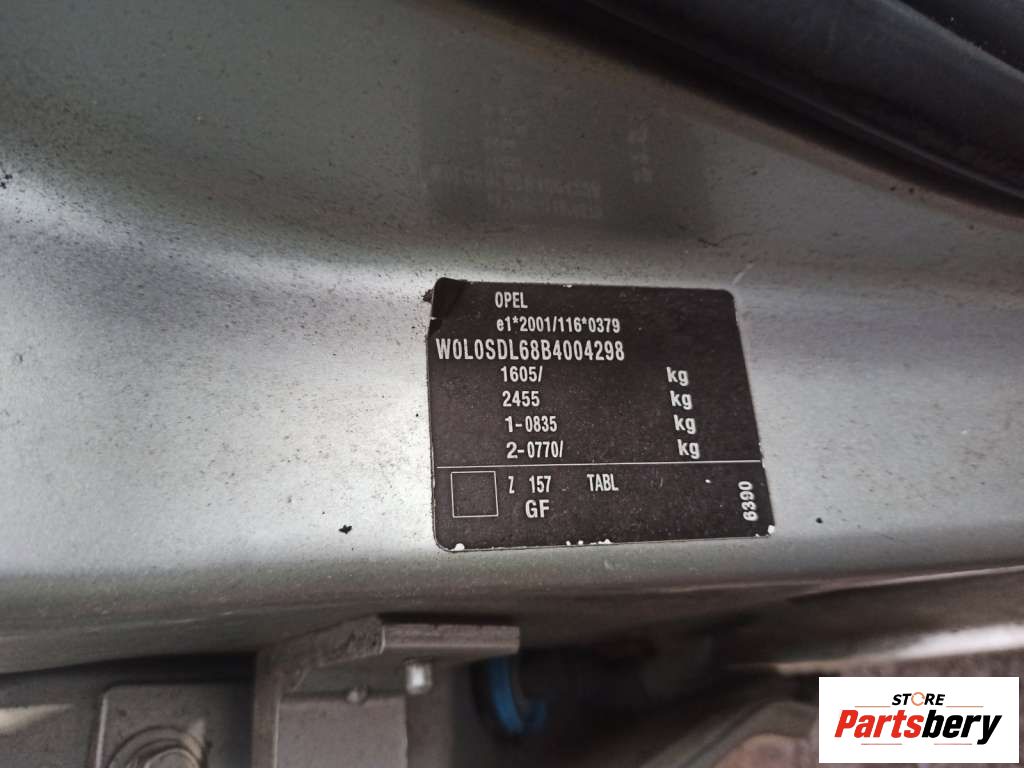 OPEL
e1*2001/116*0379
W0L0SDL68B4004298
1605/ kg
2455 kg
1-0835 kg
2-0770/ kg
Z 157 TABL
GF
6390
STORE
Partsbery